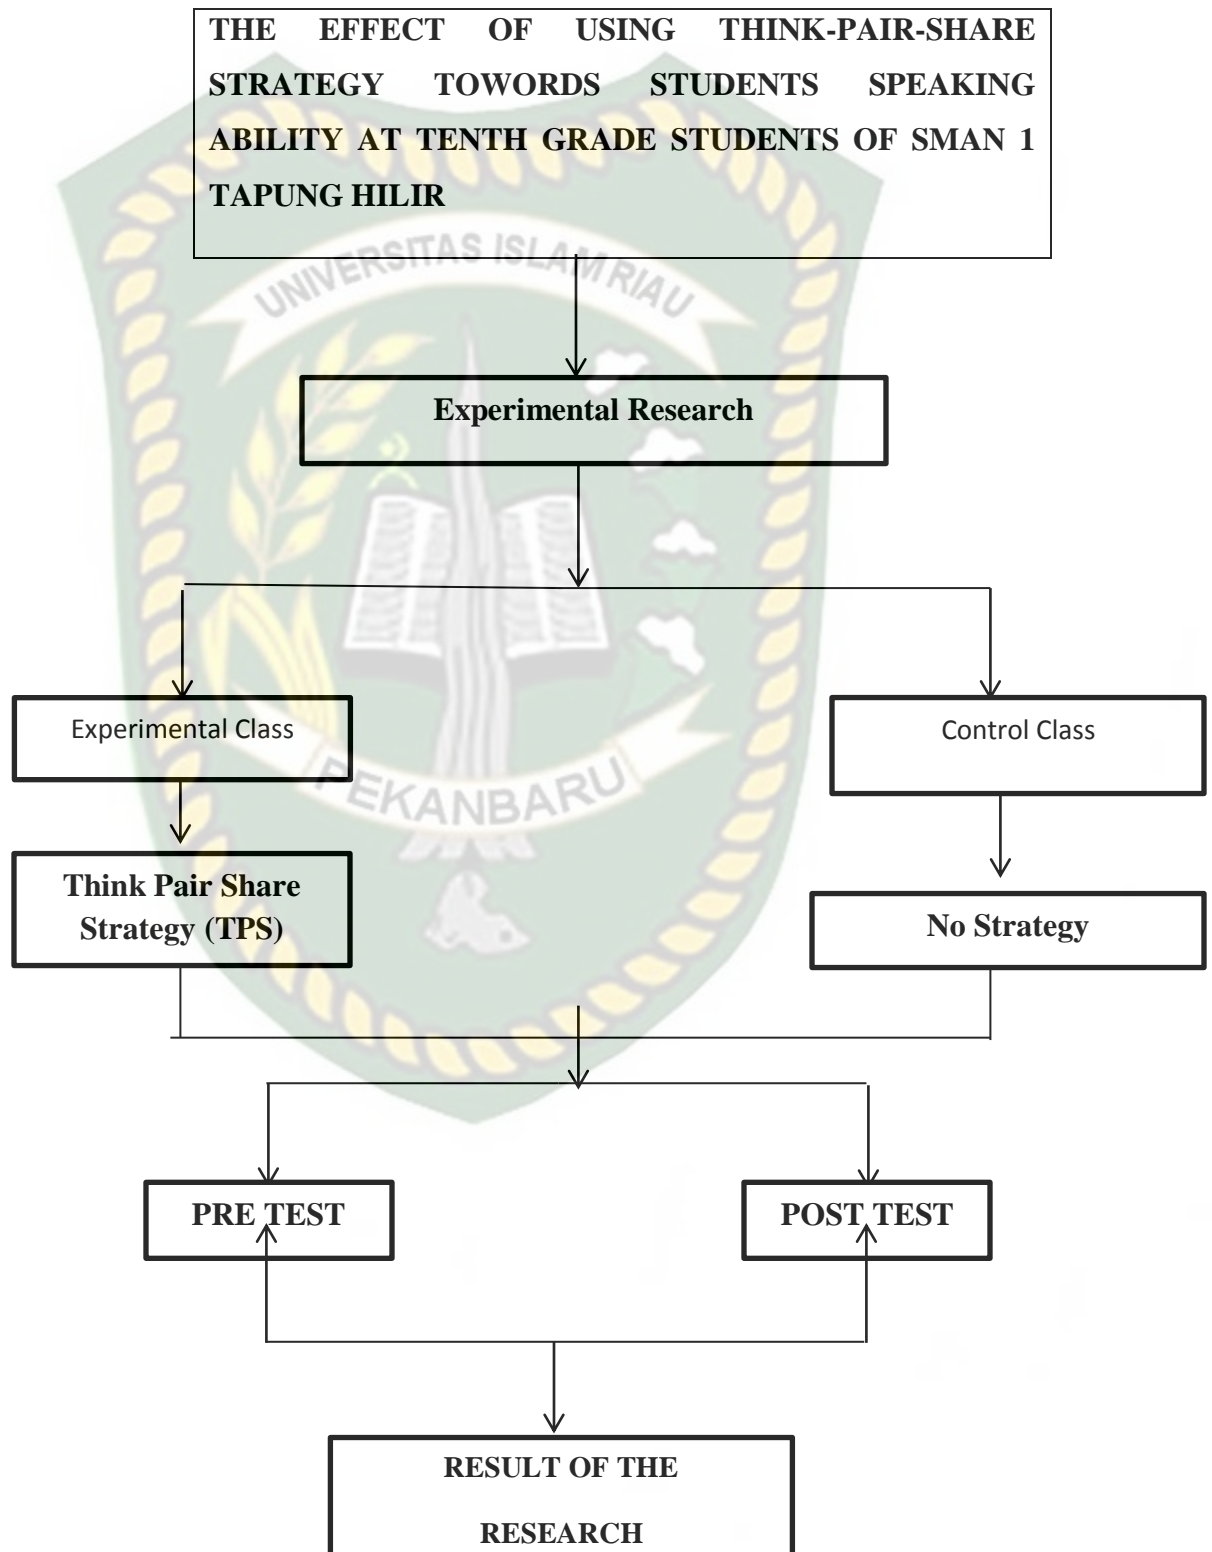 THE EFFECT OF USING THINK-PAIR-SHARE
STRATEGY TOWORDS STUDENTS SPEAKING
ABILITY AT TENTH GRADE STUDENTS OF SMAN 1
TAPUNG HILIR
UNIVERSITAS ISLAM RIAU
Experimental Research
Experimental Class
Control Class
PEKANBARU
Think Pair Share
Strategy (TPS)
No Strategy
PRE TEST
POST TEST
RESULT OF THE
RESEARCH